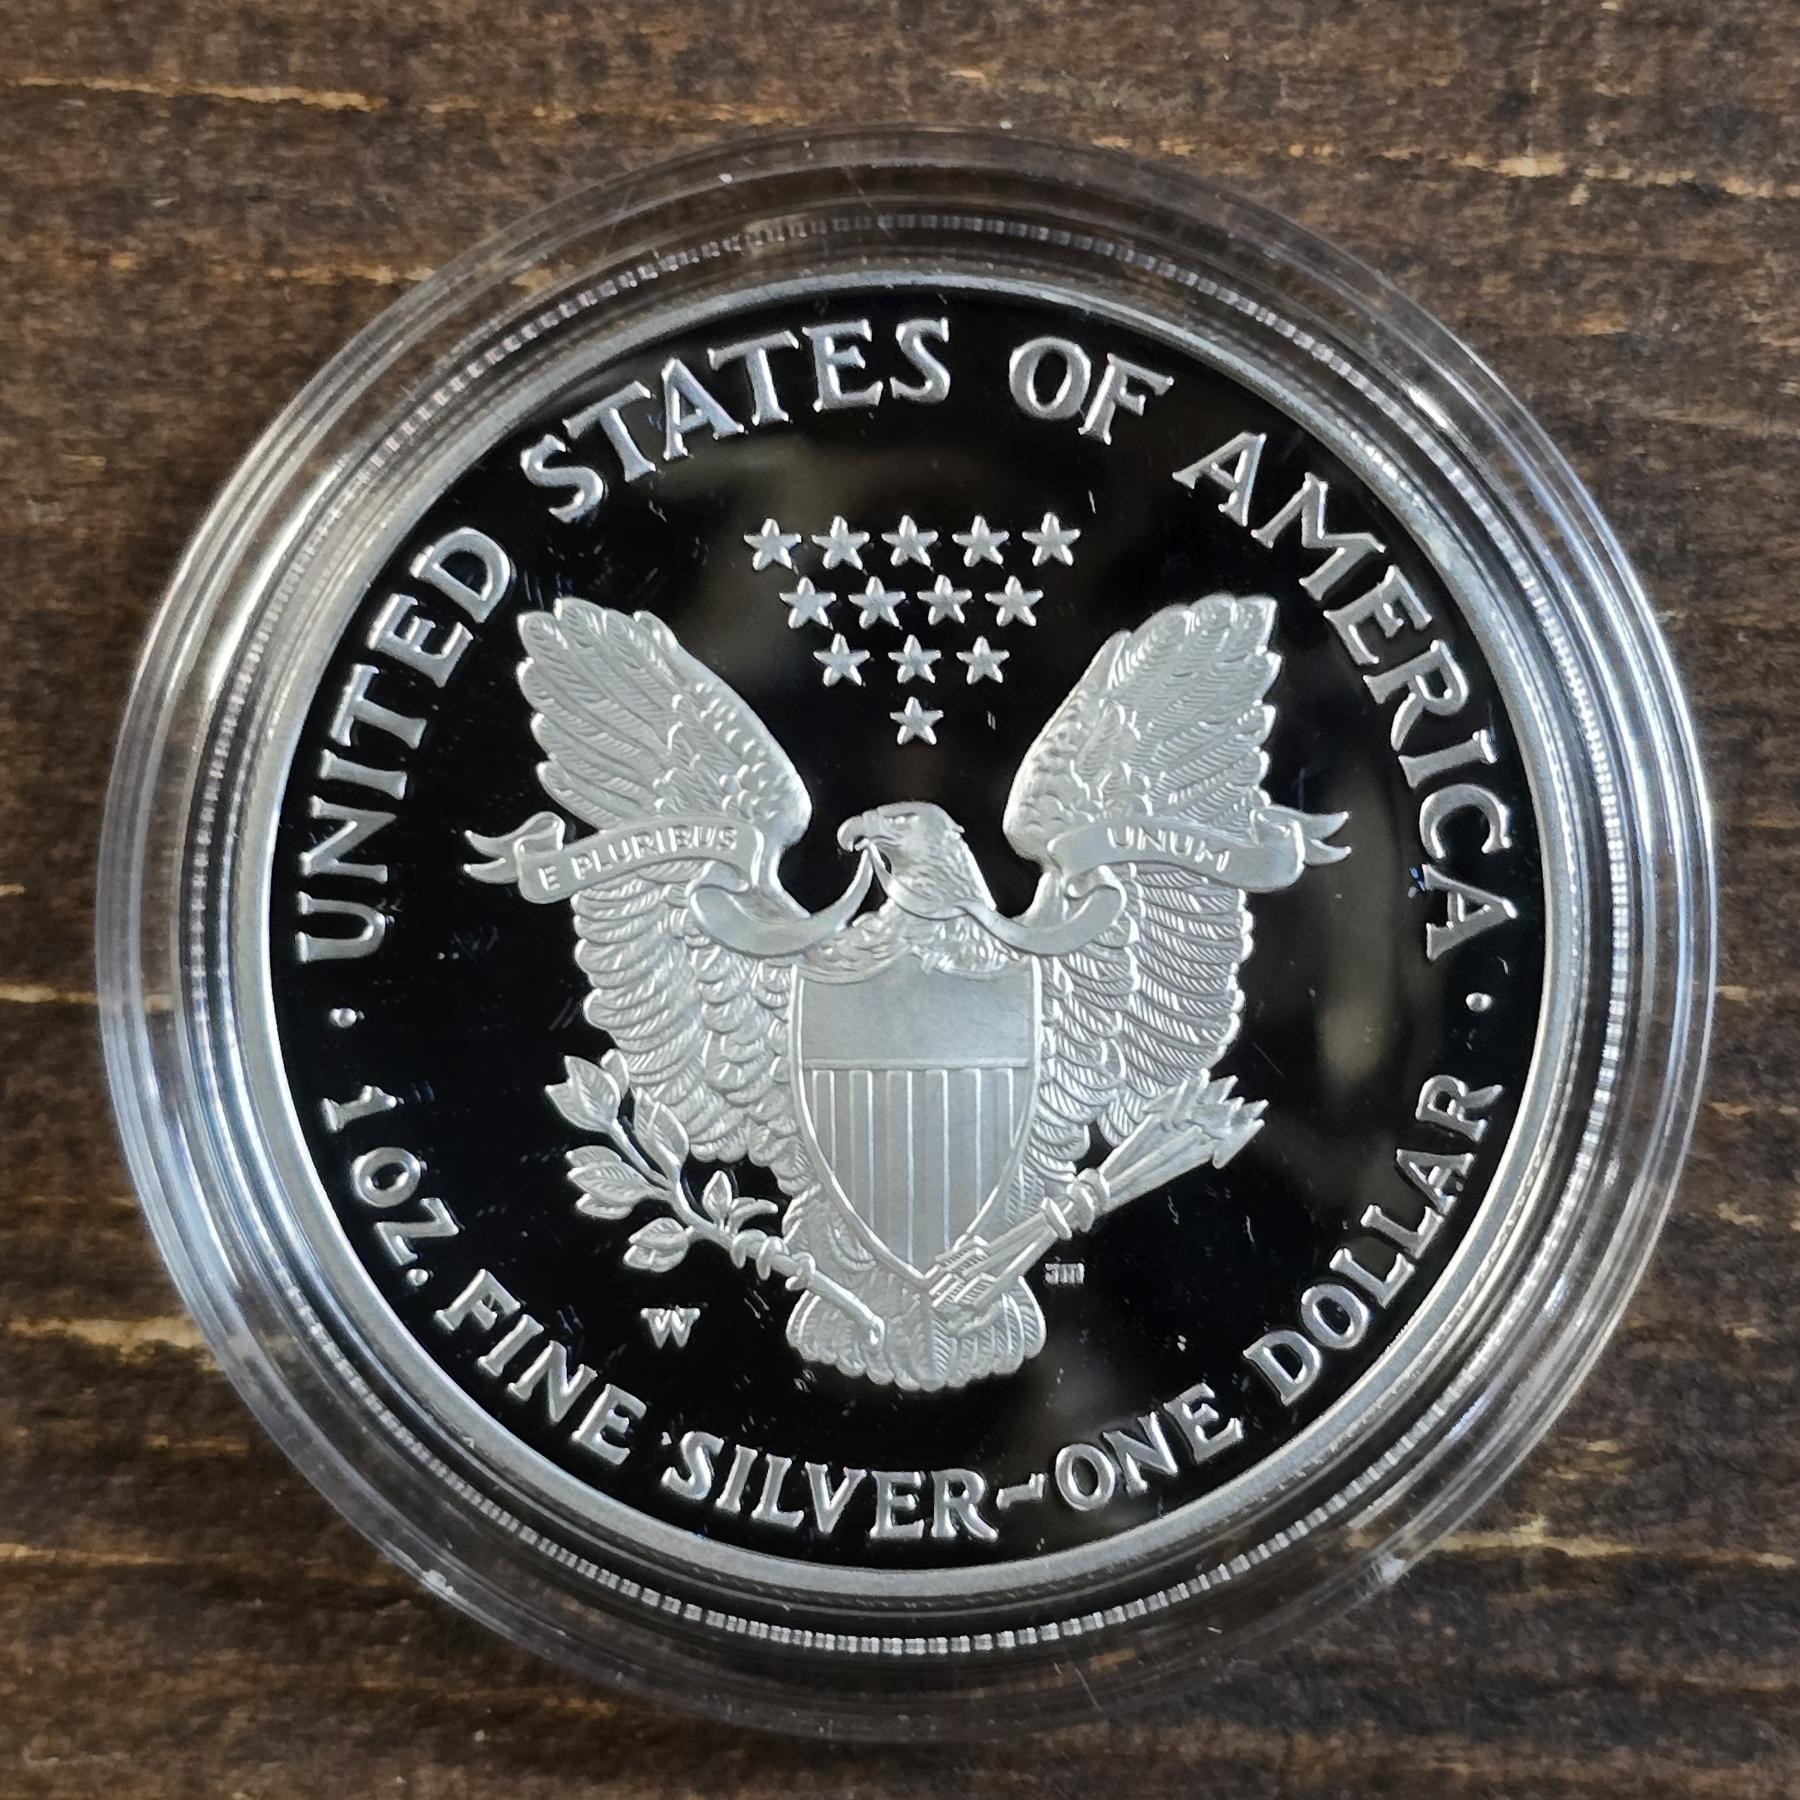 UNITED STATES OF AMERICA
E PLURIBUS UNUM
W
JM
· 1 OZ. FINE SILVER~ONE DOLLAR ·